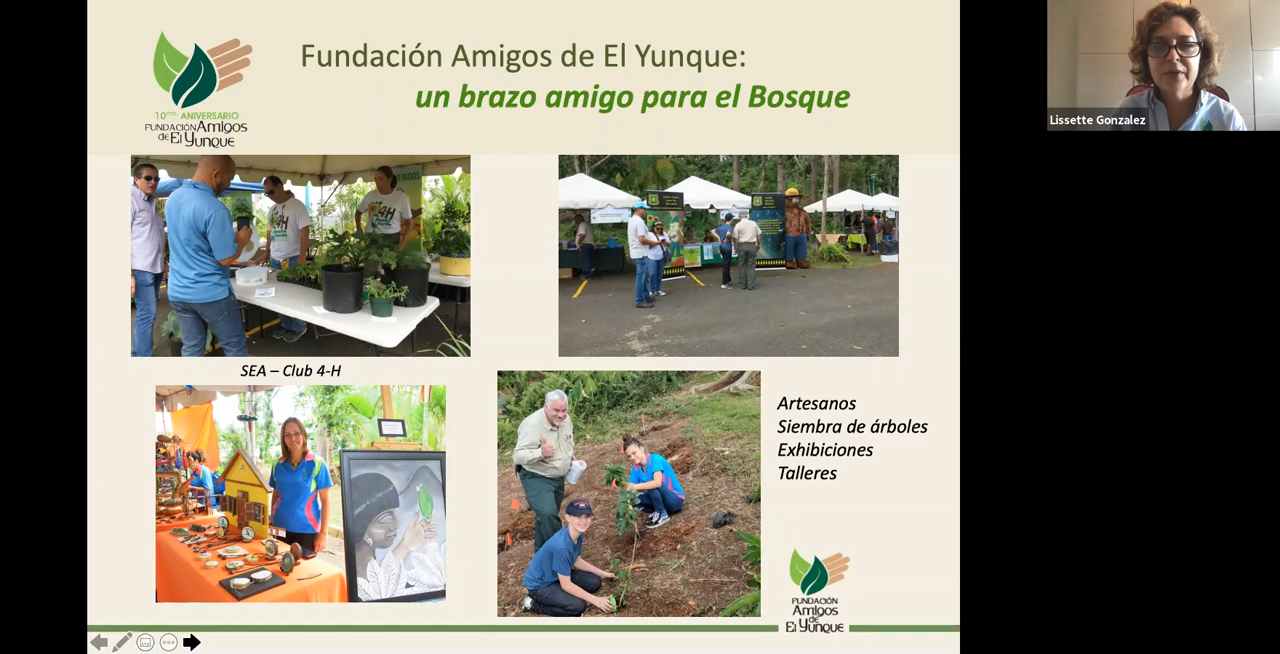 Fundación Amigos de El Yunque:
un brazo amigo para el Bosque
10mo. ANIVERSARIO
FUNDACIÓN Amigos
de El Yunque
Lissette Gonzalez
4H
SEA – Club 4-H
Artesanos
Siembra de árboles
Exhibiciones
Talleres
FUNDACIÓN
Amigos
de
El Yunque